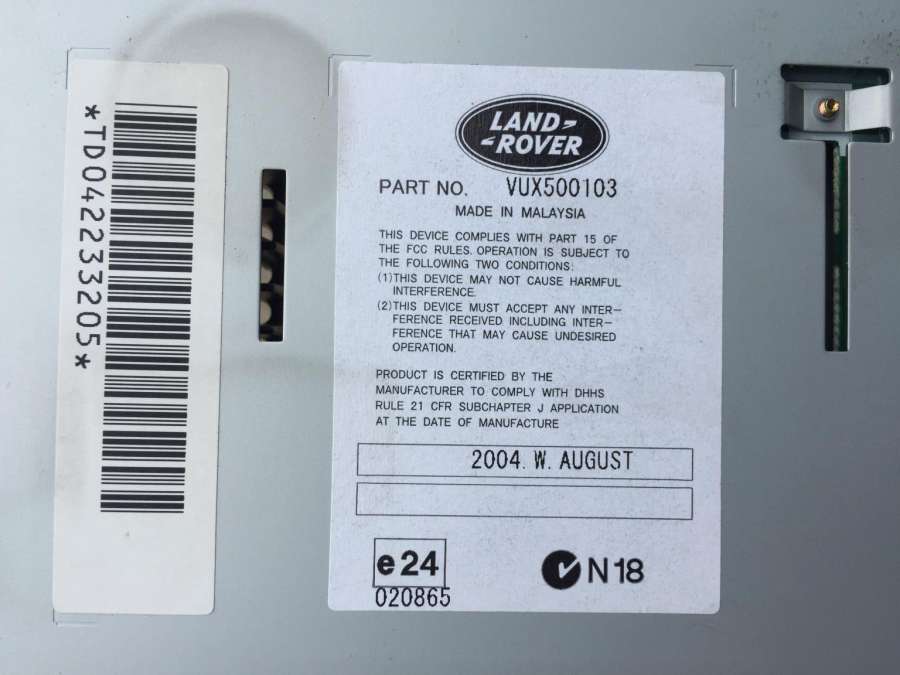 *TD042233205*
LAND-
-ROVER
PART NO. VUX500103
MADE IN MALAYSIA
THIS DEVICE COMPLIES WITH PART 15 OF
THE FCC RULES. OPERATION IS SUBJECT TO
THE FOLLOWING TWO CONDITIONS:
(1)THIS DEVICE MAY NOT CAUSE HARMFUL
INTERFERENCE.
(2)THIS DEVICE MUST ACCEPT ANY INTER-
FERENCE RECEIVED INCLUDING INTER-
FERENCE THAT MAY CAUSE UNDESIRED
OPERATION.
PRODUCT IS CERTIFIED BY THE
MANUFACTURER TO COMPLY WITH DHHS
RULE 21 CFR SUBCHAPTER J APPLICATION
AT THE DATE OF MANUFACTURE
2004. W. AUGUST
e24
020865
N18